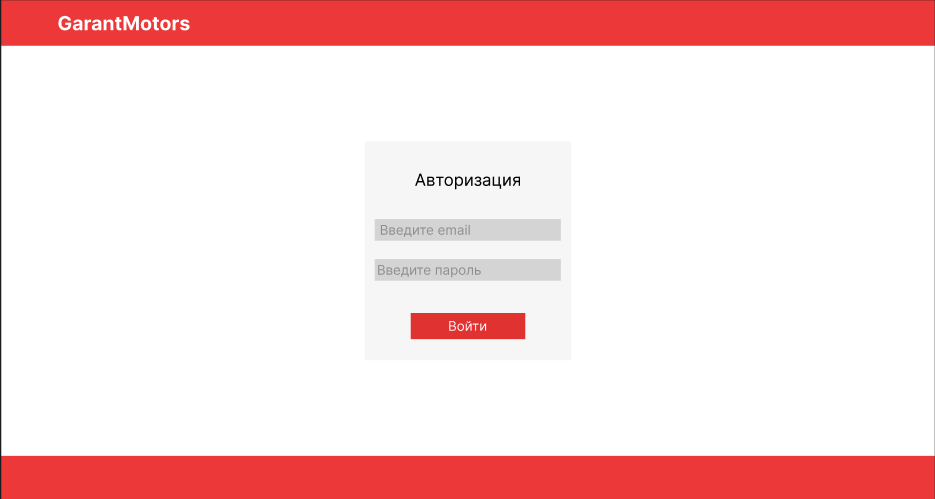 GarantMotors
Авторизация
Введите email
Введите пароль
Войти